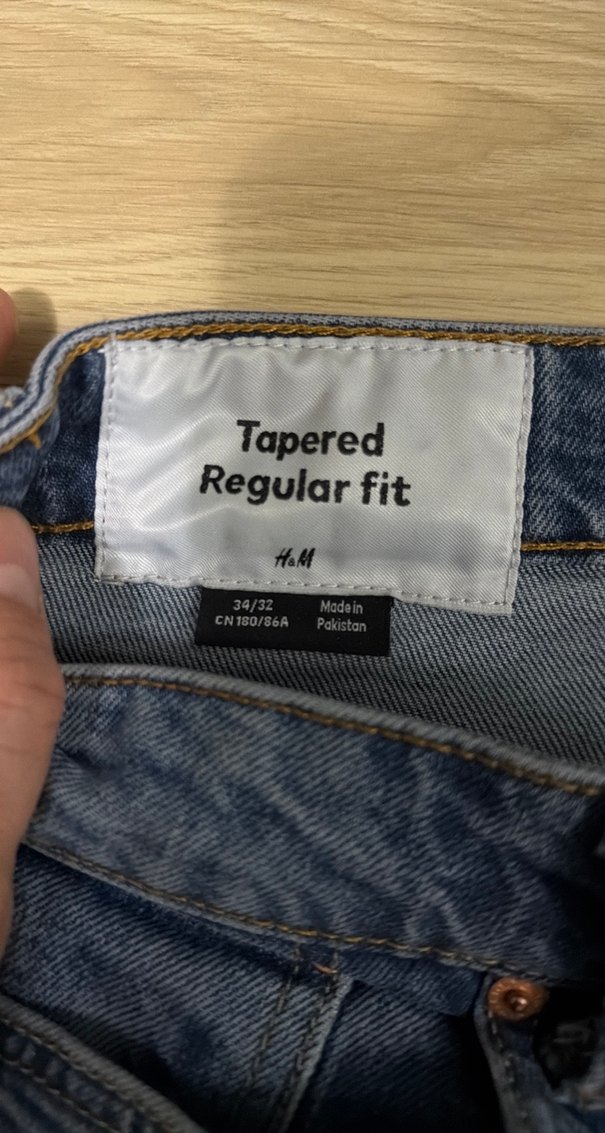 Tapered
Regular fit
H&M
34/32
CN 180/86A
Made in
Pakistan